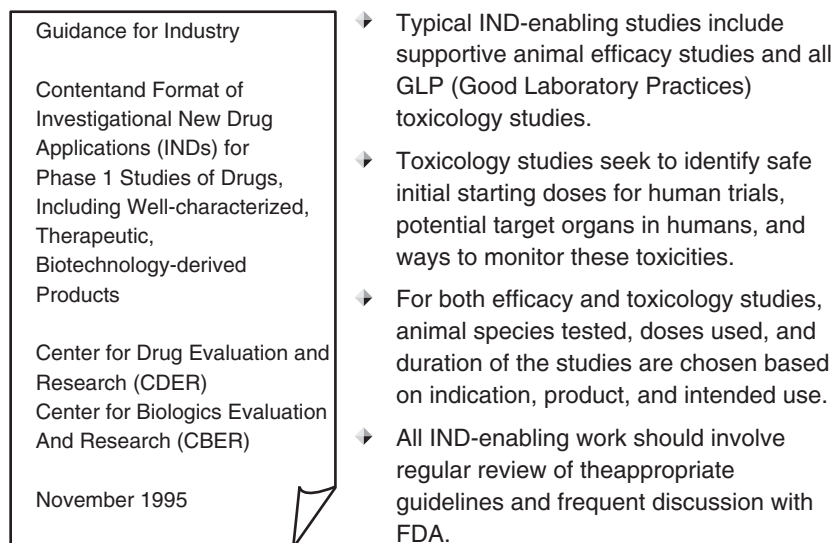 Guidance for Industry
Contentand Format of
Investigational New Drug
Applications (INDs) for
Phase 1 Studies of Drugs,
Including Well-characterized,
Therapeutic,
Biotechnology-derived
Products
Center for Drug Evaluation and
Research (CDER)
Center for Biologics Evaluation
And Research (CBER)
November 1995
Typical IND-enabling studies include
supportive animal efficacy studies and all
GLP (Good Laboratory Practices)
toxicology studies.
Toxicology studies seek to identify safe
initial starting doses for human trials,
potential target organs in humans, and
ways to monitor these toxicities.
For both efficacy and toxicology studies,
animal species tested, doses used, and
duration of the studies are chosen based
on indication, product, and intended use.
All IND-enabling work should involve
regular review of theappropriate
guidelines and frequent discussion with
FDA.